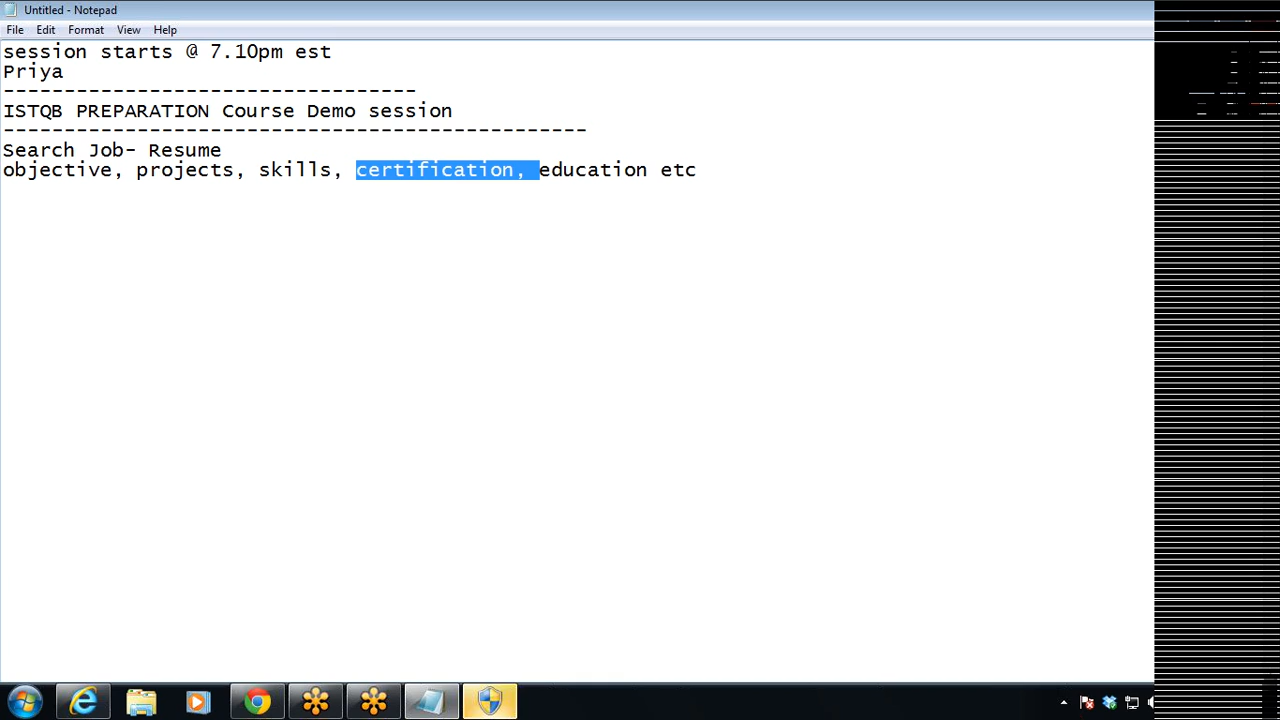 Untitled - Notepad
File Edit Format View Help
session starts @ 7.10pm est
Priya
----------------------------------
ISTQB PREPARATION Course Demo session
------------------------------------------------
Search Job- Resume
objective, projects, skills, certification, education etc